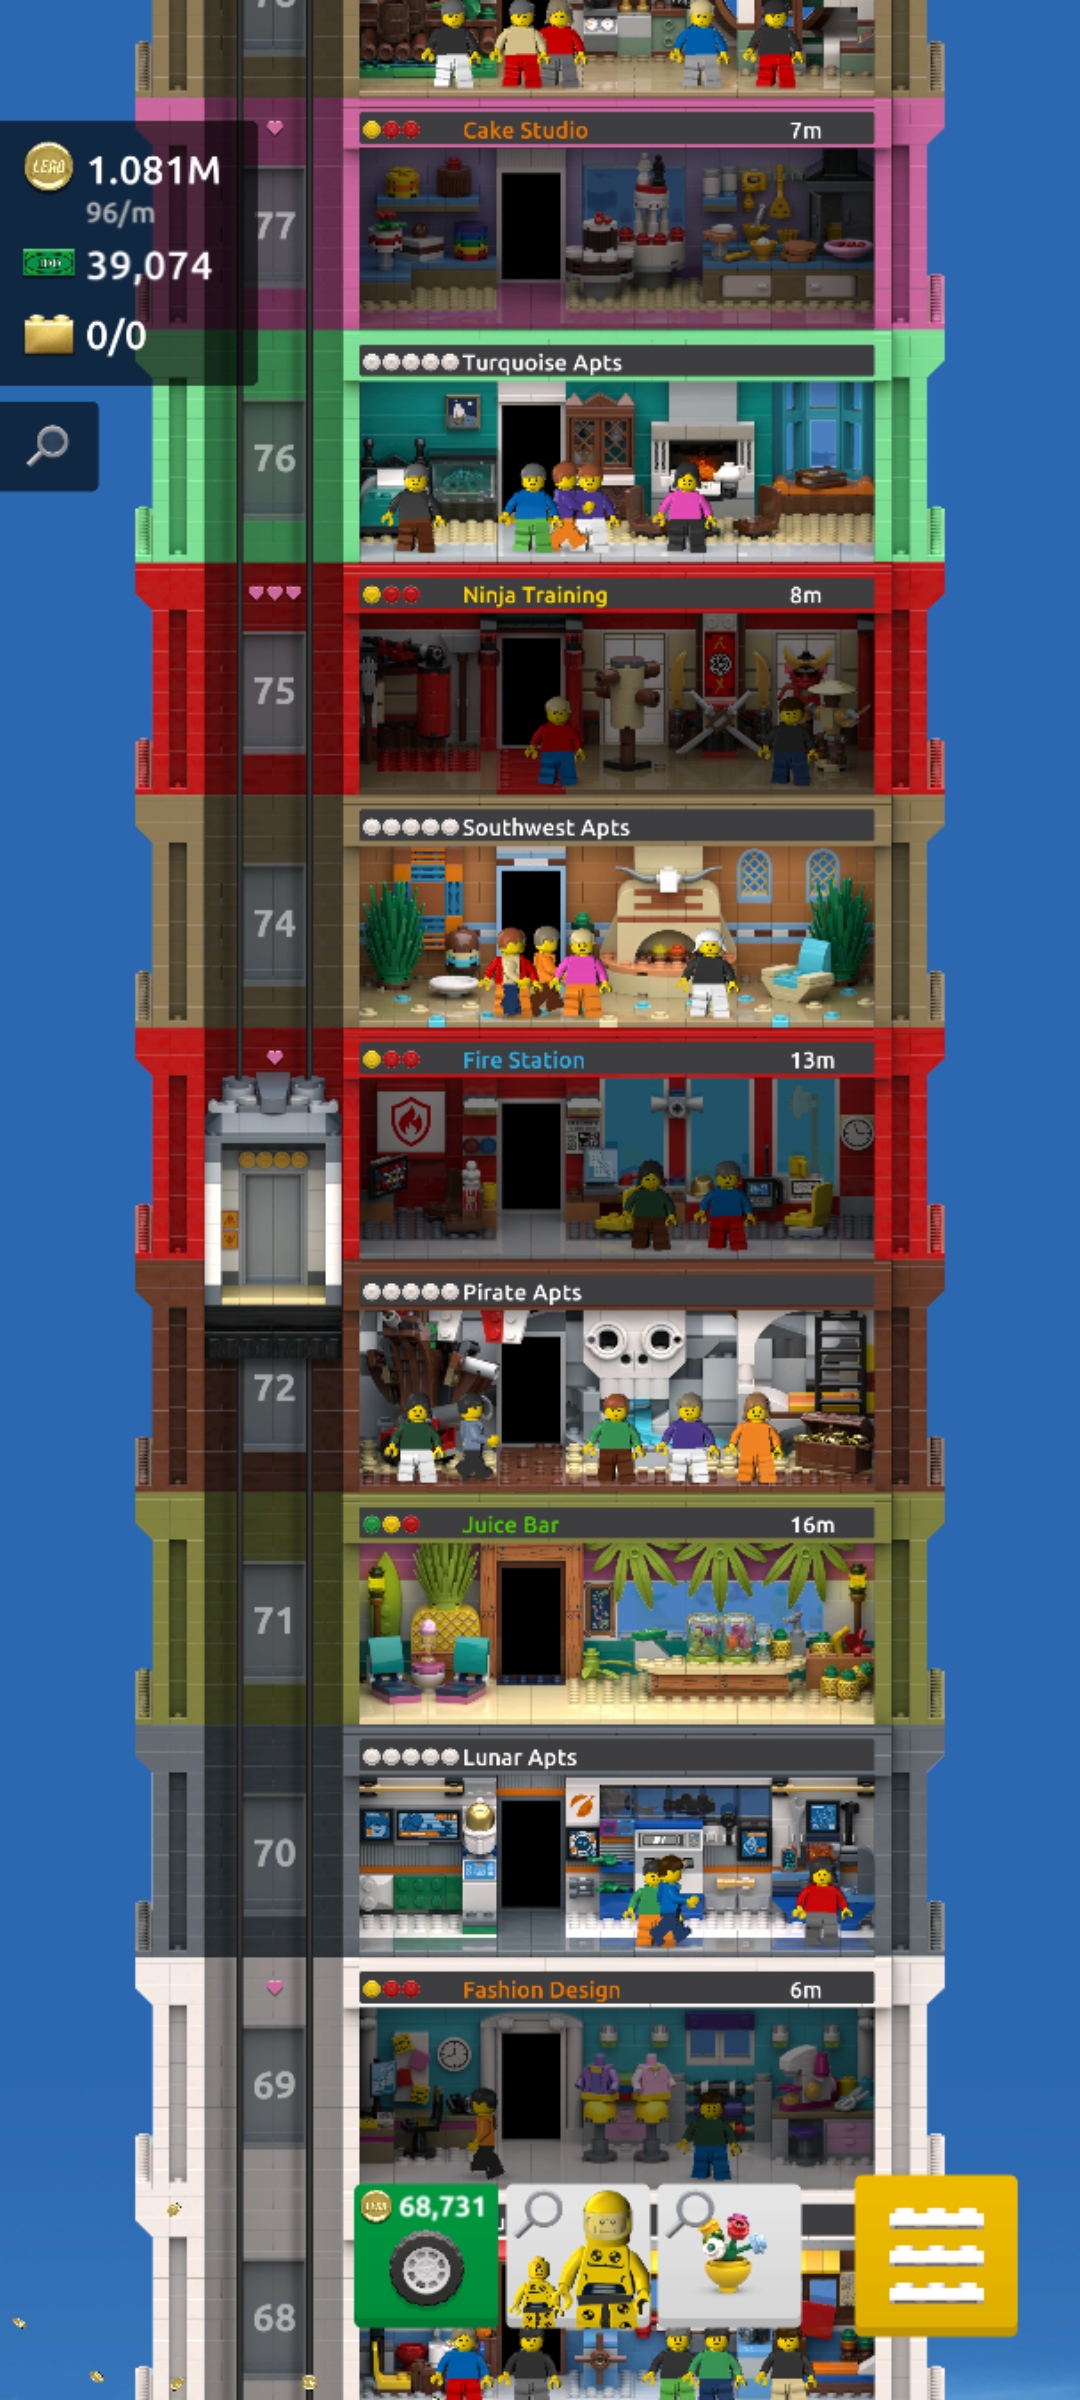 Cake Studio 7m
LEGO 1.081M
96/m
77
39,074
0/0
Turquoise Apts
76
Ninja Training 8m
75
Southwest Apts
74
Fire Station 13m
Pirate Apts
72
Juice Bar 16m
71
Lunar Apts
70
Fashion Design 6m
69
68,731
68